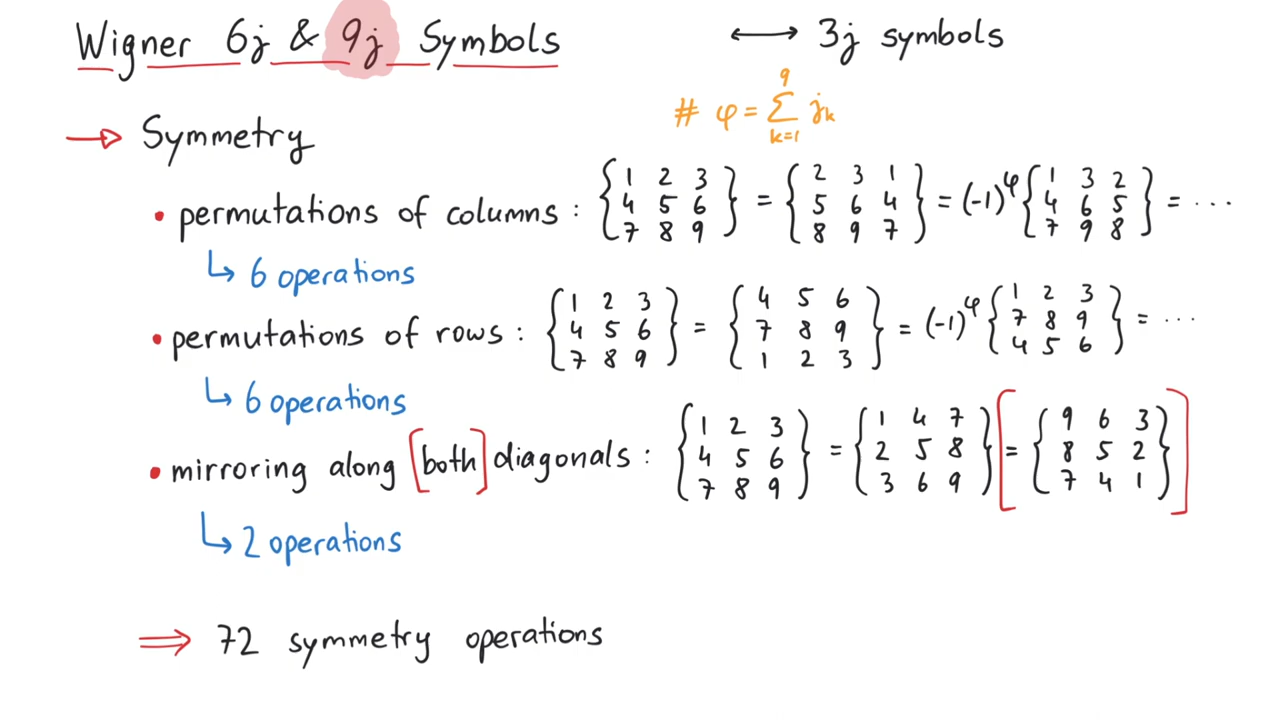 Wigner 6j & 9j Symbols ⟷ 3j symbols
# φ = \sum_{k=1}^{9} j_k
→ Symmetry
• permutations of columns : {1 2 3 / 4 5 6 / 7 8 9} = {2 3 1 / 5 6 4 / 8 9 7} = (-1)^φ {1 3 2 / 4 6 5 / 7 9 8} = ...
↳ 6 operations
• permutations of rows : {1 2 3 / 4 5 6 / 7 8 9} = {4 5 6 / 7 8 9 / 1 2 3} = (-1)^φ {1 2 3 / 7 8 9 / 4 5 6} = ...
↳ 6 operations
• mirroring along [both] diagonals : {1 2 3 / 4 5 6 / 7 8 9} = {1 4 7 / 2 5 8 / 3 6 9} [= {9 6 3 / 8 5 2 / 7 4 1}]
↳ 2 operations
⇒ 72 symmetry operations